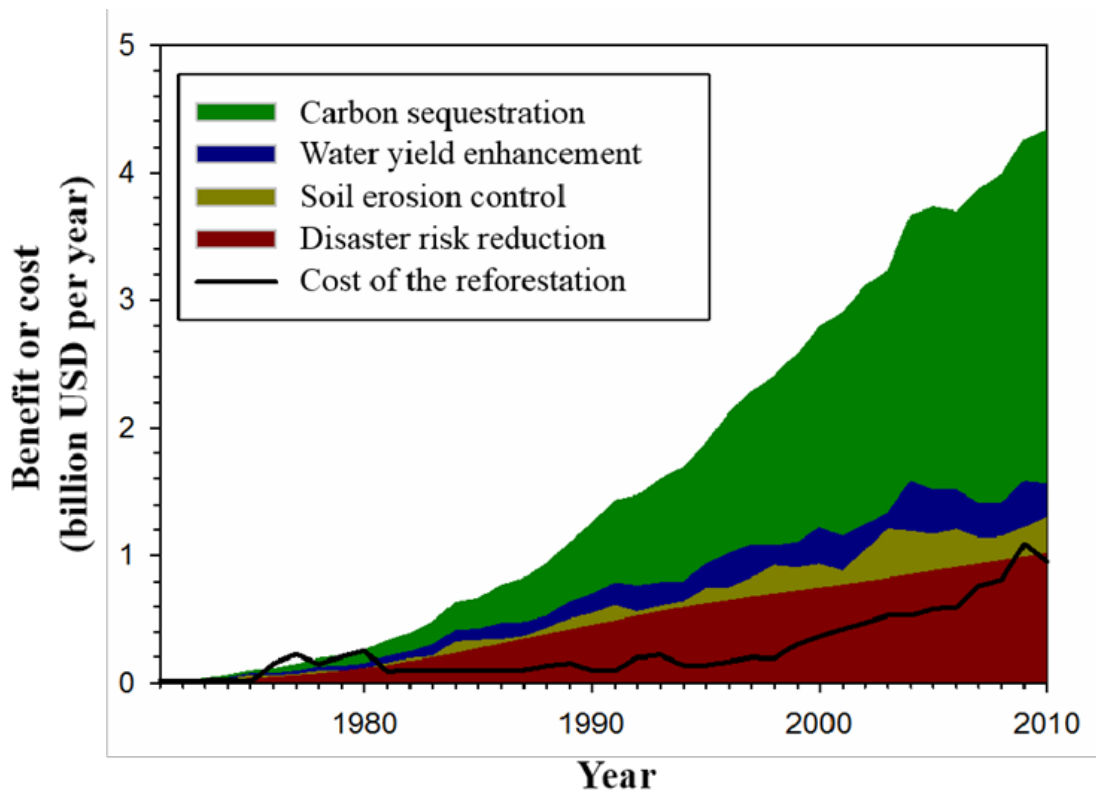 5
4
3
2
1
0
Carbon sequestration
Water yield enhancement
Soil erosion control
Disaster risk reduction
Cost of the reforestation
Benefit or cost
(billion USD per year)
1980 1990 2000 2010
Year